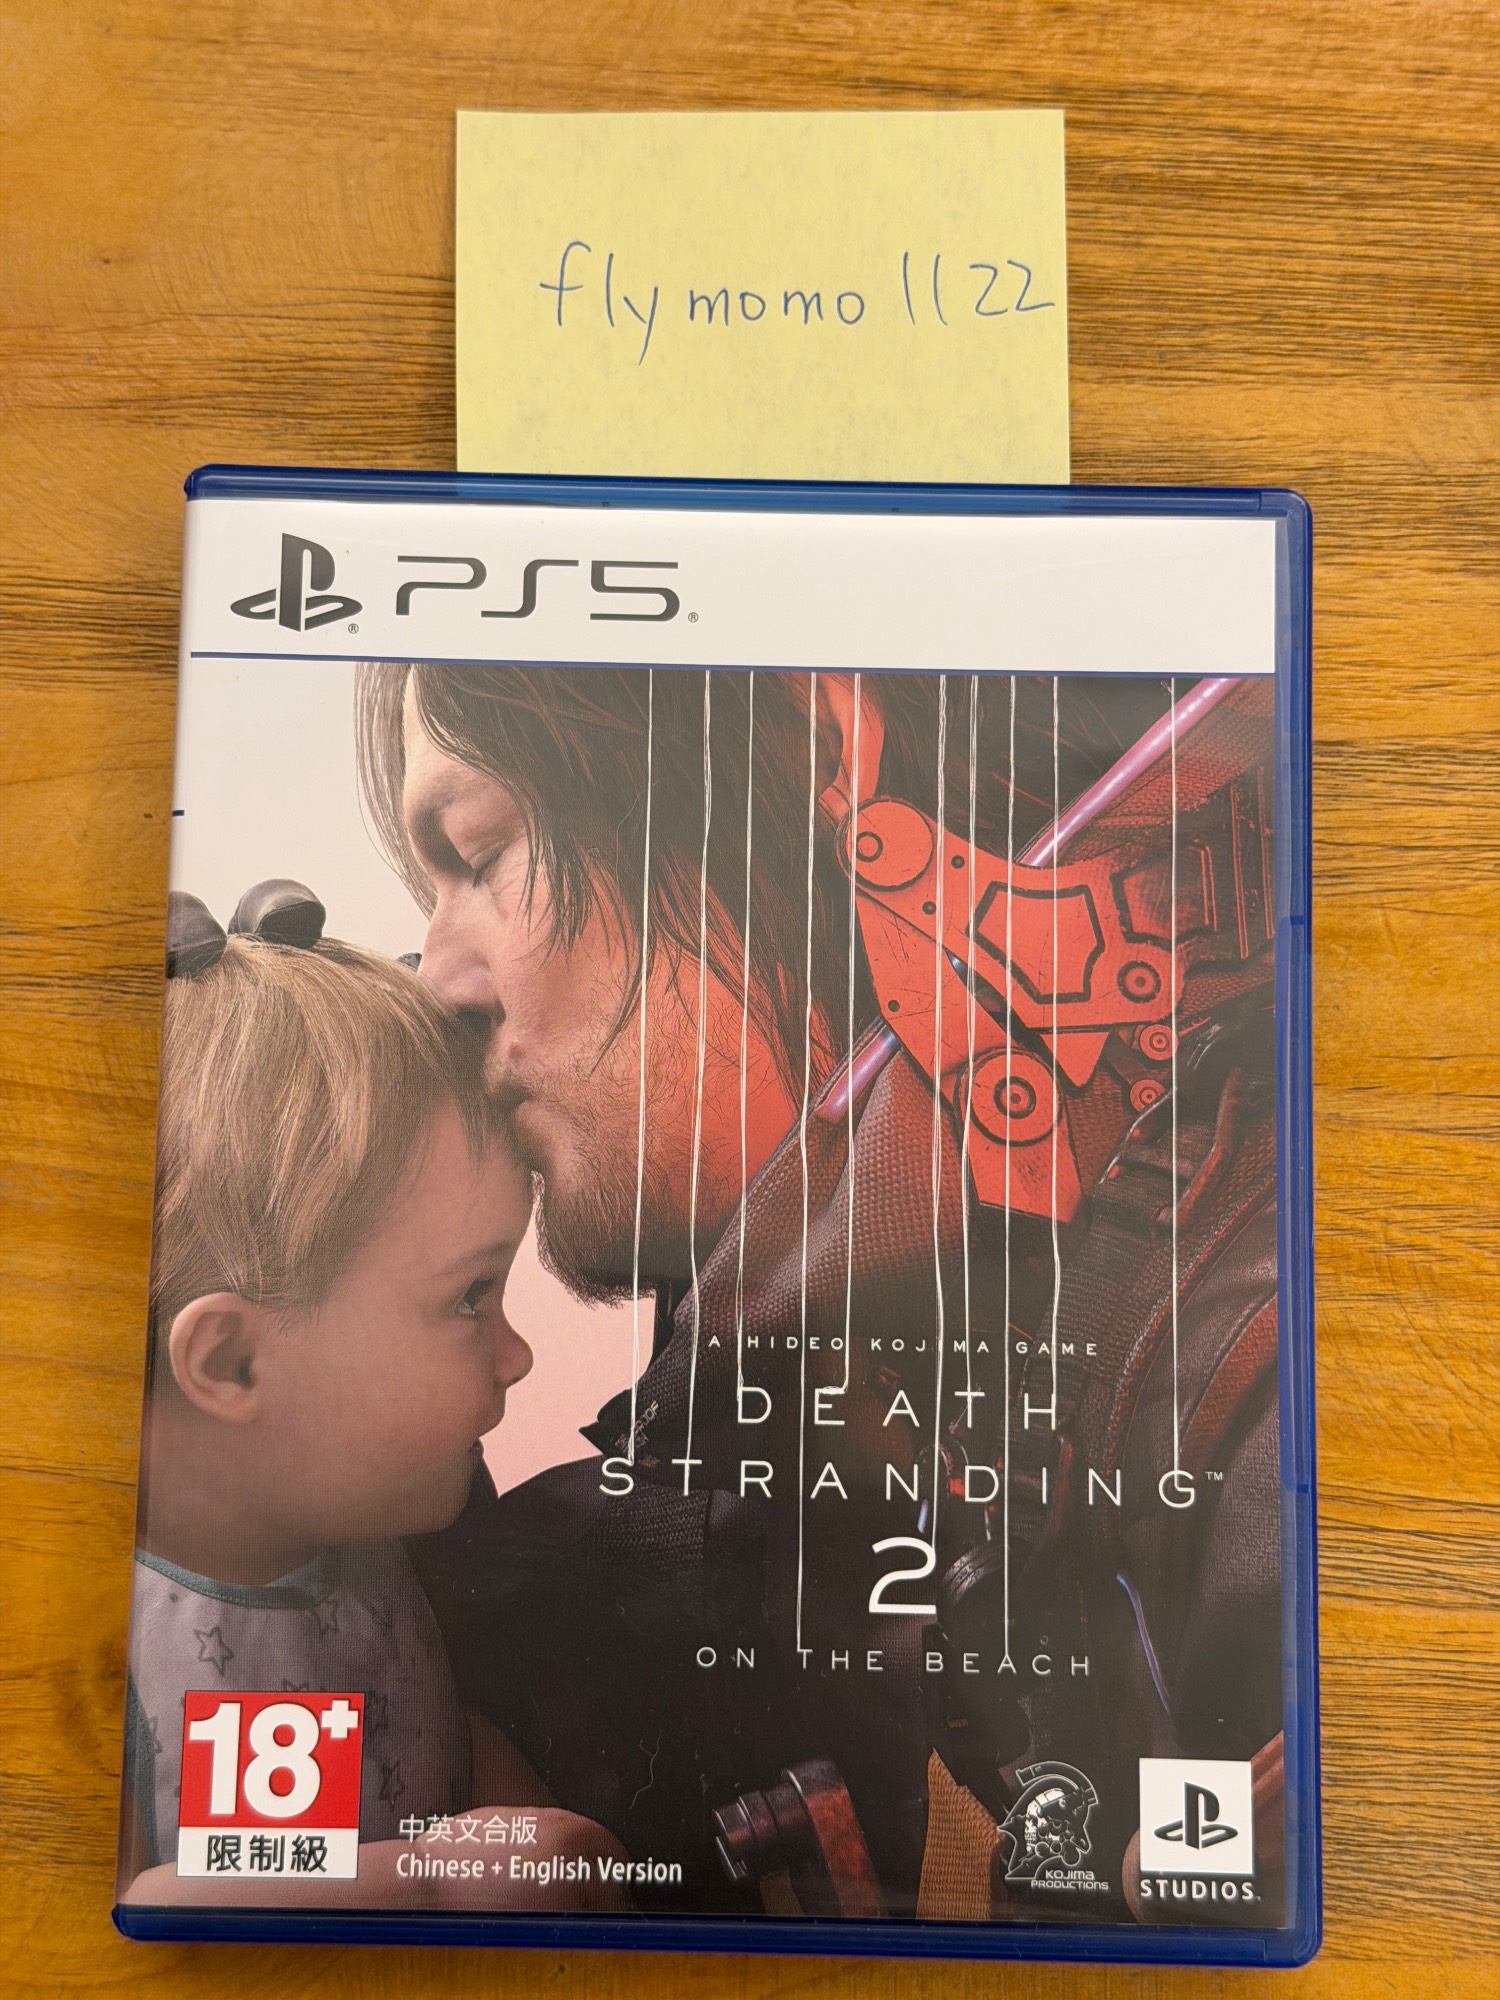 flymomo1122
PS5®
A HIDEO KOJIMA GAME
DEATH
STRANDING™
2
ON THE BEACH
18+
限制級
中英文合版
Chinese + English Version
KOJIMA
PRODUCTIONS
STUDIOS